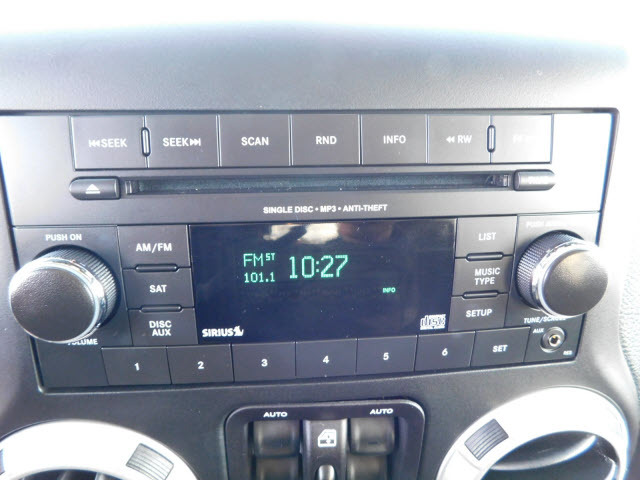 SEEK
SEEK
SCAN
RND
INFO
RW
SINGLE DISC • MP3 • ANTI-THEFT
PUSH ON
VOLUME
AM/FM
SAT
DISC AUX
FM ST
101.1
10:27
INFO
SIRIUS
disc
LIST
MUSIC TYPE
SETUP
TUNE/SCROLL
AUX
1 2 3 4 5 6 SET
AUTO
AUTO